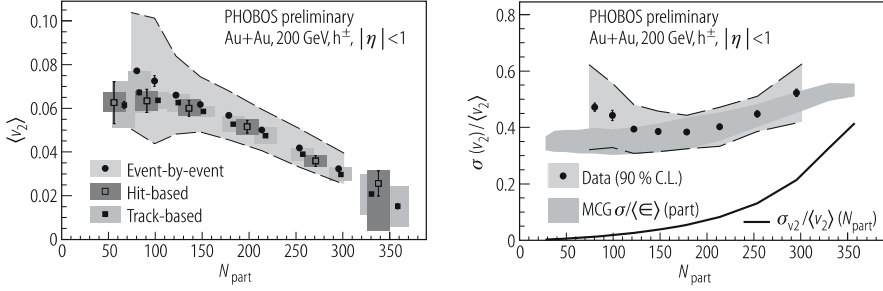 PHOBOS preliminary
Au+Au, 200 GeV, h±, |η|<1
0.10
0.08
0.06
0.04
0.02
0
⟨v2⟩
Event-by-event
Hit-based
Track-based
0 50 100 150 200 250 300 350
Npart
PHOBOS preliminary
Au+Au, 200 GeV, h±, |η|<1
0.8
0.6
0.4
0.2
0
σ(v2)/⟨v2⟩
Data (90 % C.L.)
MCG σ/⟨∈⟩ (part)
σv2/⟨v2⟩ (Npart)
0 50 100 150 200 250 300 350
Npart